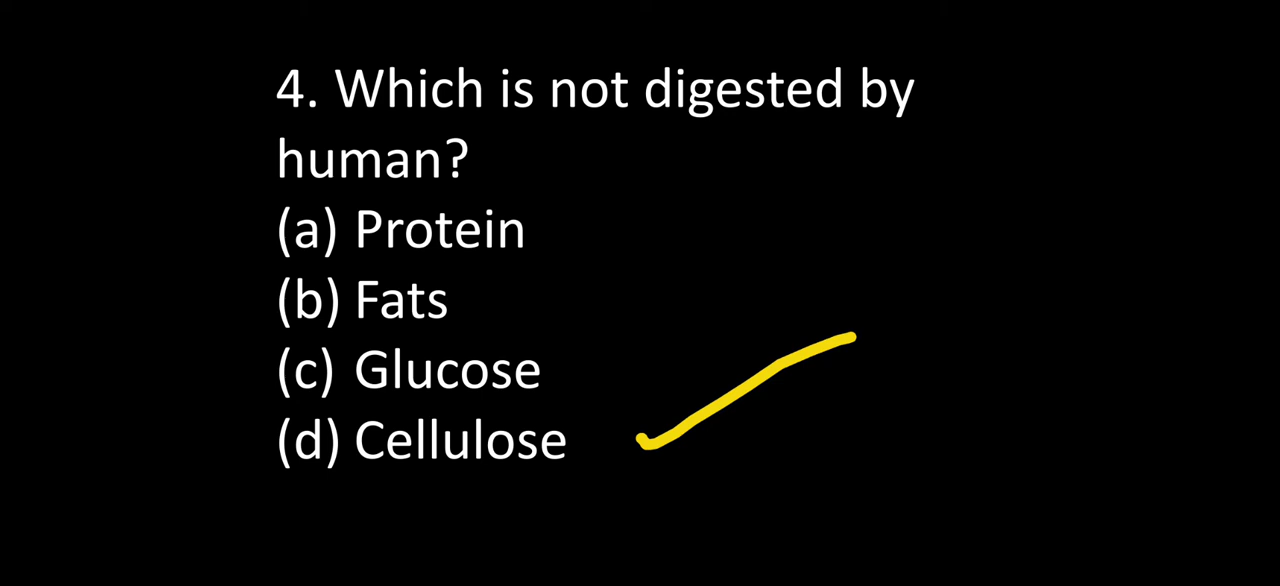 4. Which is not digested by
human?
(a) Protein
(b) Fats
(c) Glucose
(d) Cellulose